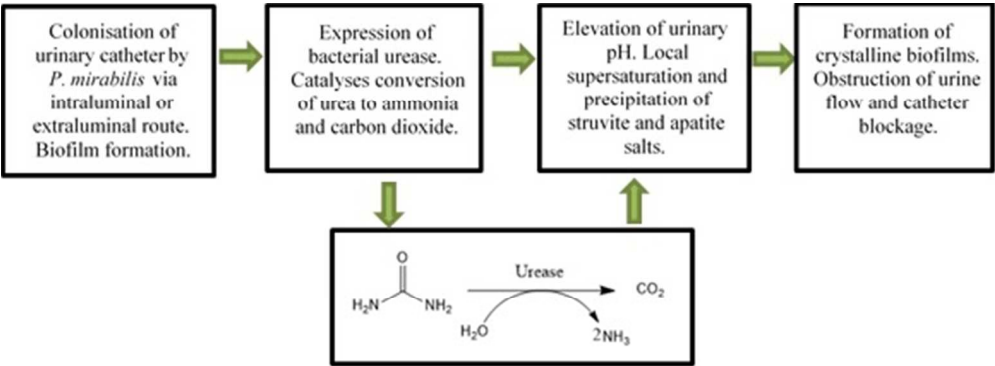 Colonisation of
urinary catheter by
P. mirabilis via
intraluminal or
extraluminal route.
Biofilm formation.
Expression of
bacterial urease.
Catalyses conversion
of urea to ammonia
and carbon dioxide.
Elevation of urinary
pH. Local
supersaturation and
precipitation of
struvite and apatite
salts.
Formation of
crystalline biofilms.
Obstruction of urine
flow and catheter
blockage.
O
H₂N
NH₂
Urease
H₂O
2NH₃
CO₂